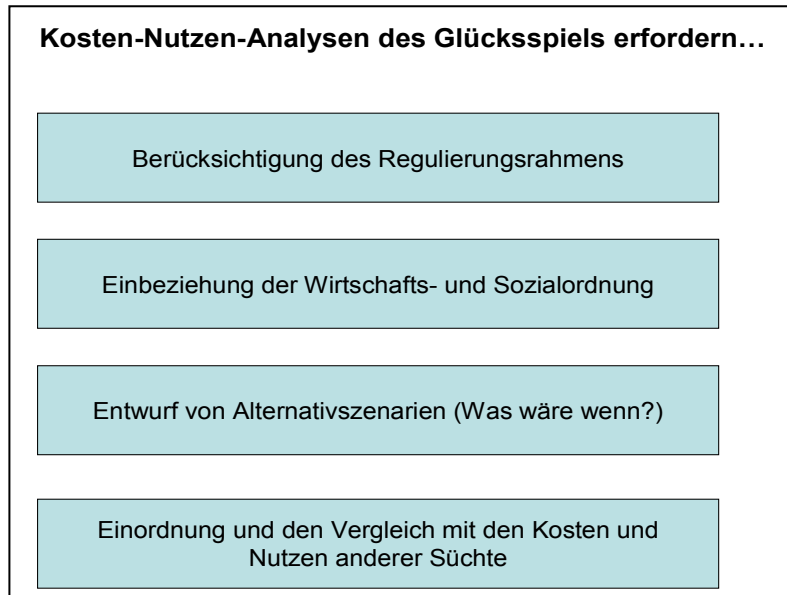 Kosten-Nutzen-Analysen des Glücksspiels erfordern…
Berücksichtigung des Regulierungsrahmens
Einbeziehung der Wirtschafts- und Sozialordnung
Entwurf von Alternativszenarien (Was wäre wenn?)
Einordnung und den Vergleich mit den Kosten und
Nutzen anderer Süchte